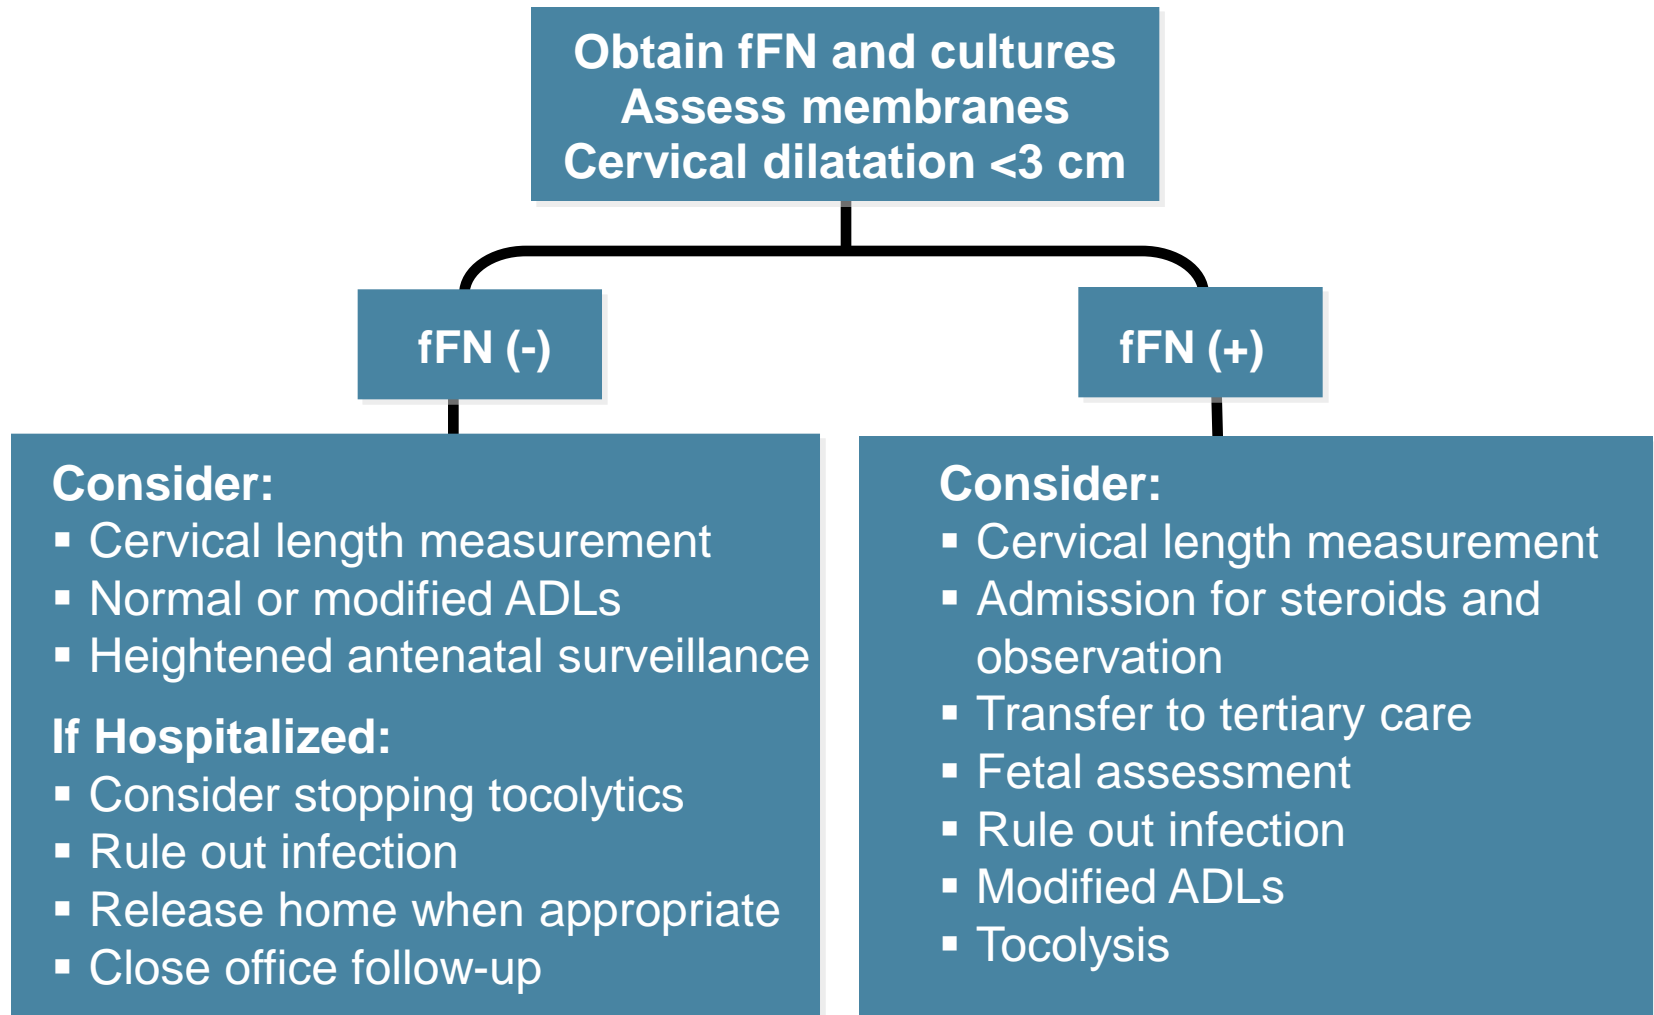 Obtain fFN and cultures
Assess membranes
Cervical dilatation <3 cm
fFN (-)
fFN (+)
Consider:
▪ Cervical length measurement
▪ Normal or modified ADLs
▪ Heightened antenatal surveillance
If Hospitalized:
▪ Consider stopping tocolytics
▪ Rule out infection
▪ Release home when appropriate
▪ Close office follow-up
Consider:
▪ Cervical length measurement
▪ Admission for steroids and
observation
▪ Transfer to tertiary care
▪ Fetal assessment
▪ Rule out infection
▪ Modified ADLs
▪ Tocolysis